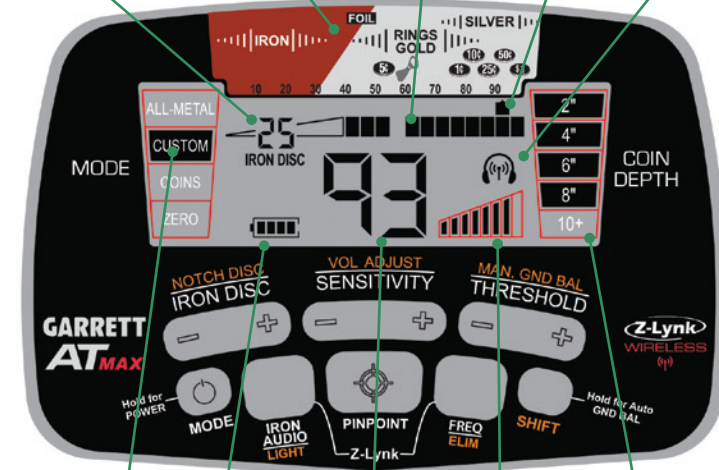 FOIL
SILVER
IRON
RINGS
GOLD
10¢ 50¢
5¢ 1¢ 25¢ $1
10 20 30 40 50 60 70 80 90
ALL-METAL
CUSTOM
COINS
ZERO
MODE
25
IRON DISC
93
2"
4"
6"
8"
10+
COIN
DEPTH
NOTCH DISC
IRON DISC
VOL ADJUST
SENSITIVITY
MAN. GND BAL
THRESHOLD
GARRETT
AT MAX
Z-Lynk
WIRELESS
Hold for
POWER
MODE
IRON
AUDIO
LIGHT
PINPOINT
Z-Lynk
FREQ
ELIM
SHIFT
Hold for Auto
GND BAL